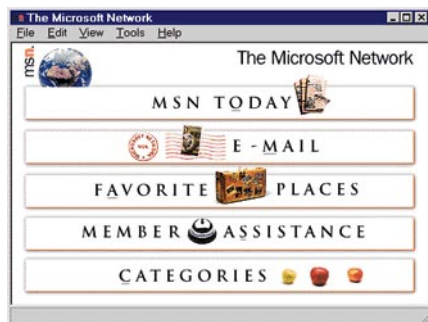 The Microsoft Network
File Edit View Tools Help
msn.
The Microsoft Network
MSN TODAY
E-MAIL
FAVORITE PLACES
MEMBER ASSISTANCE
CATEGORIES